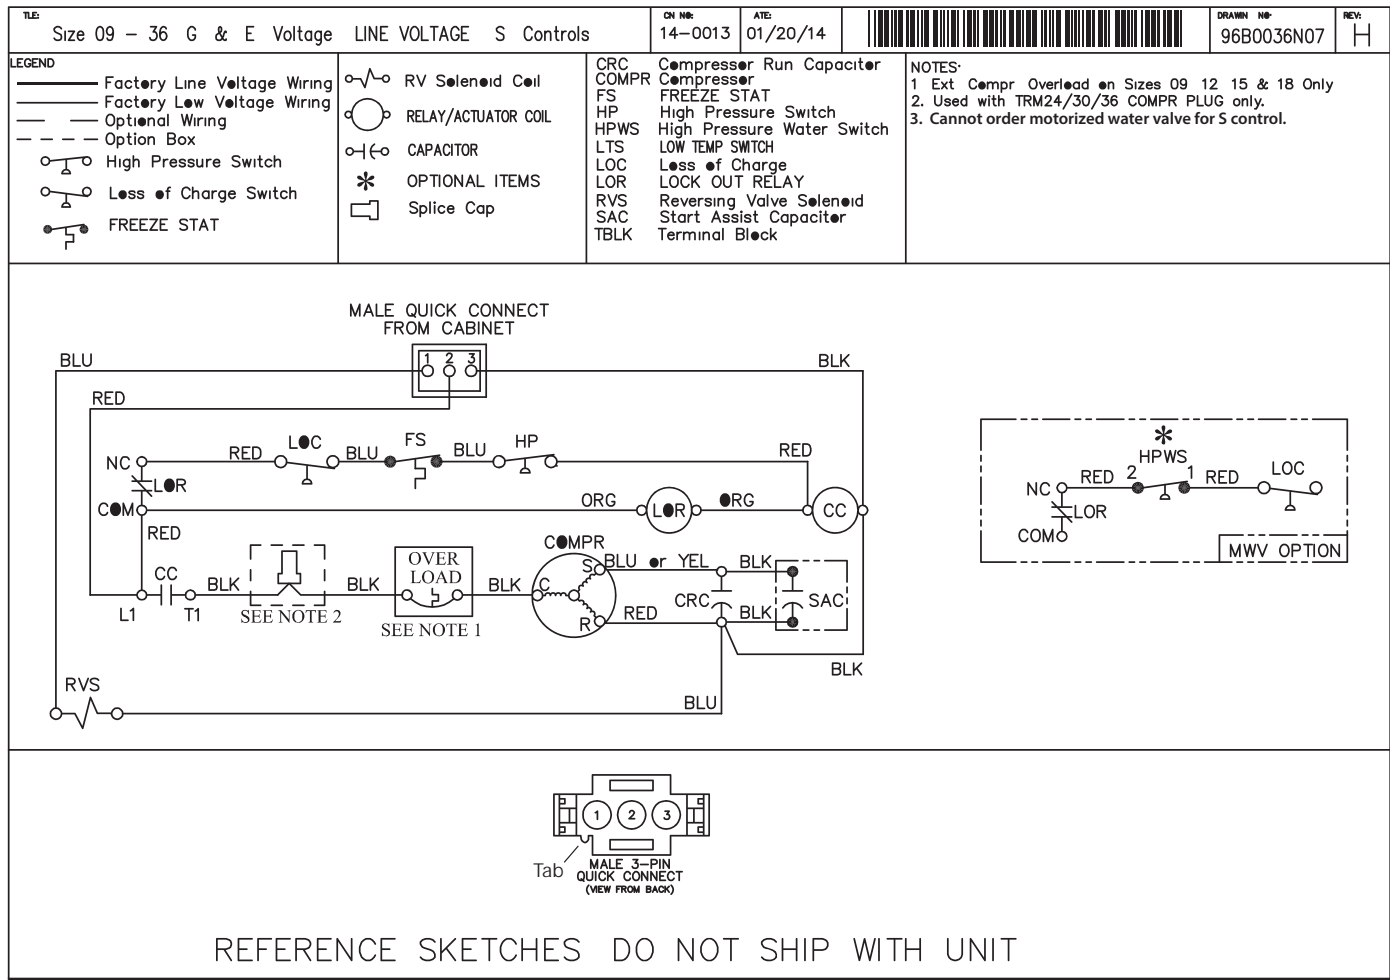 TLE:
Size 09 - 36 G & E Voltage LINE VOLTAGE S Controls
CN No:
14-0013
ATE:
01/20/14
DRAWIN No·
96B0036N07
REV:
H
LEGEND
Factory Line Voltage Wiring
Factory Low Voltage Wiring
Optional Wiring
Option Box
High Pressure Switch
Loss of Charge Switch
FREEZE STAT
RV Solenoid Coil
RELAY/ACTUATOR COIL
CAPACITOR
* OPTIONAL ITEMS
Splice Cap
CRC Compressor Run Capacitor
COMPR Compressor
FS FREEZE STAT
HP High Pressure Switch
HPWS High Pressure Water Switch
LTS LOW TEMP SWITCH
LOC Loss of Charge
LOR LOCK OUT RELAY
RVS Reversing Valve Solenoid
SAC Start Assist Capacitor
TBLK Terminal Block
NOTES·
1 Ext Compr Overload on Sizes 09 12 15 & 18 Only
2. Used with TRM24/30/36 COMPR PLUG only.
3. Cannot order motorized water valve for S control.
MALE QUICK CONNECT
FROM CABINET
1 2 3
BLU
BLK
RED
NC
RED
LOC
BLU
FS
BLU
HP
RED
LOR
COM
ORG
LOR
ORG
CC
RED
L1
CC
T1
BLK
SEE NOTE 2
BLK
OVER
LOAD
SEE NOTE 1
BLK
COMPR
C
S
R
BLU or YEL
RED
CRC
BLK
BLK
SAC
BLK
RVS
BLU
*
HPWS
NC
RED
2
1
RED
LOC
LOR
COM
MWV OPTION
1 2 3
Tab
MALE 3-PIN
QUICK CONNECT
(VIEW FROM BACK)
REFERENCE SKETCHES DO NOT SHIP WITH UNIT